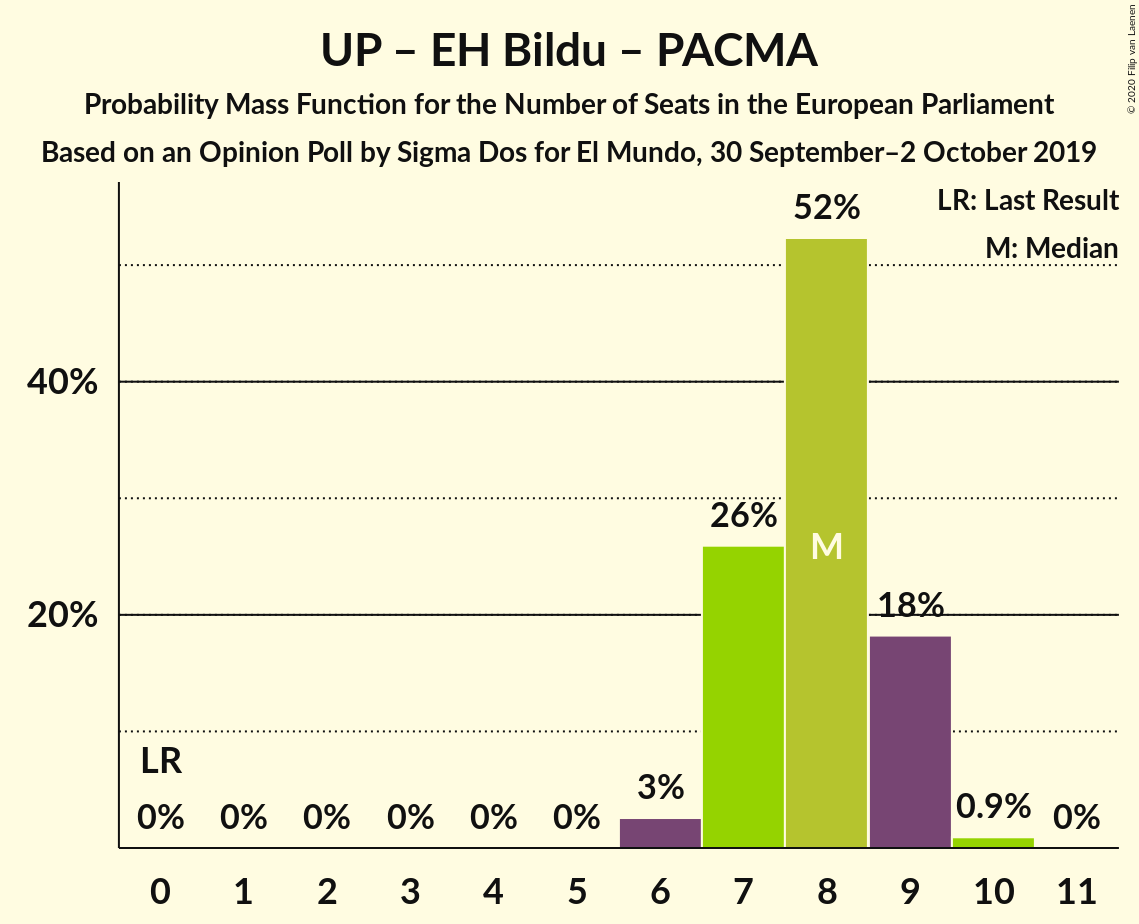 UP – EH Bildu – PACMA
Probability Mass Function for the Number of Seats in the European Parliament
Based on an Opinion Poll by Sigma Dos for El Mundo, 30 September–2 October 2019
© 2020 Filip van Laenen
LR: Last Result
M: Median
52%
40%
26%
M
18%
20%
LR
3%
0.9%
0% 0% 0% 0% 0% 0% 0%
0 1 2 3 4 5 6 7 8 9 10 11